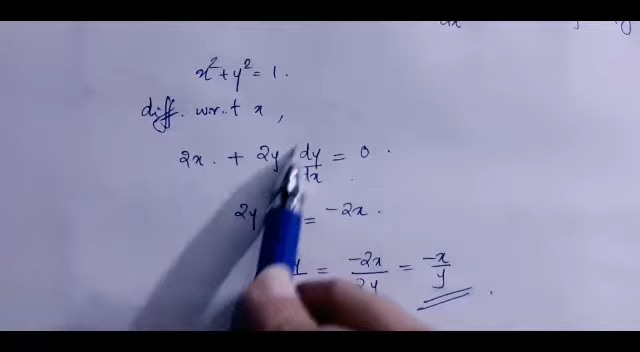 x² + y² = 1.
diff. w.r.t x,
2x. + 2y dy/dx = 0.
2y = -2x.
= -2x/2y = -x/y.